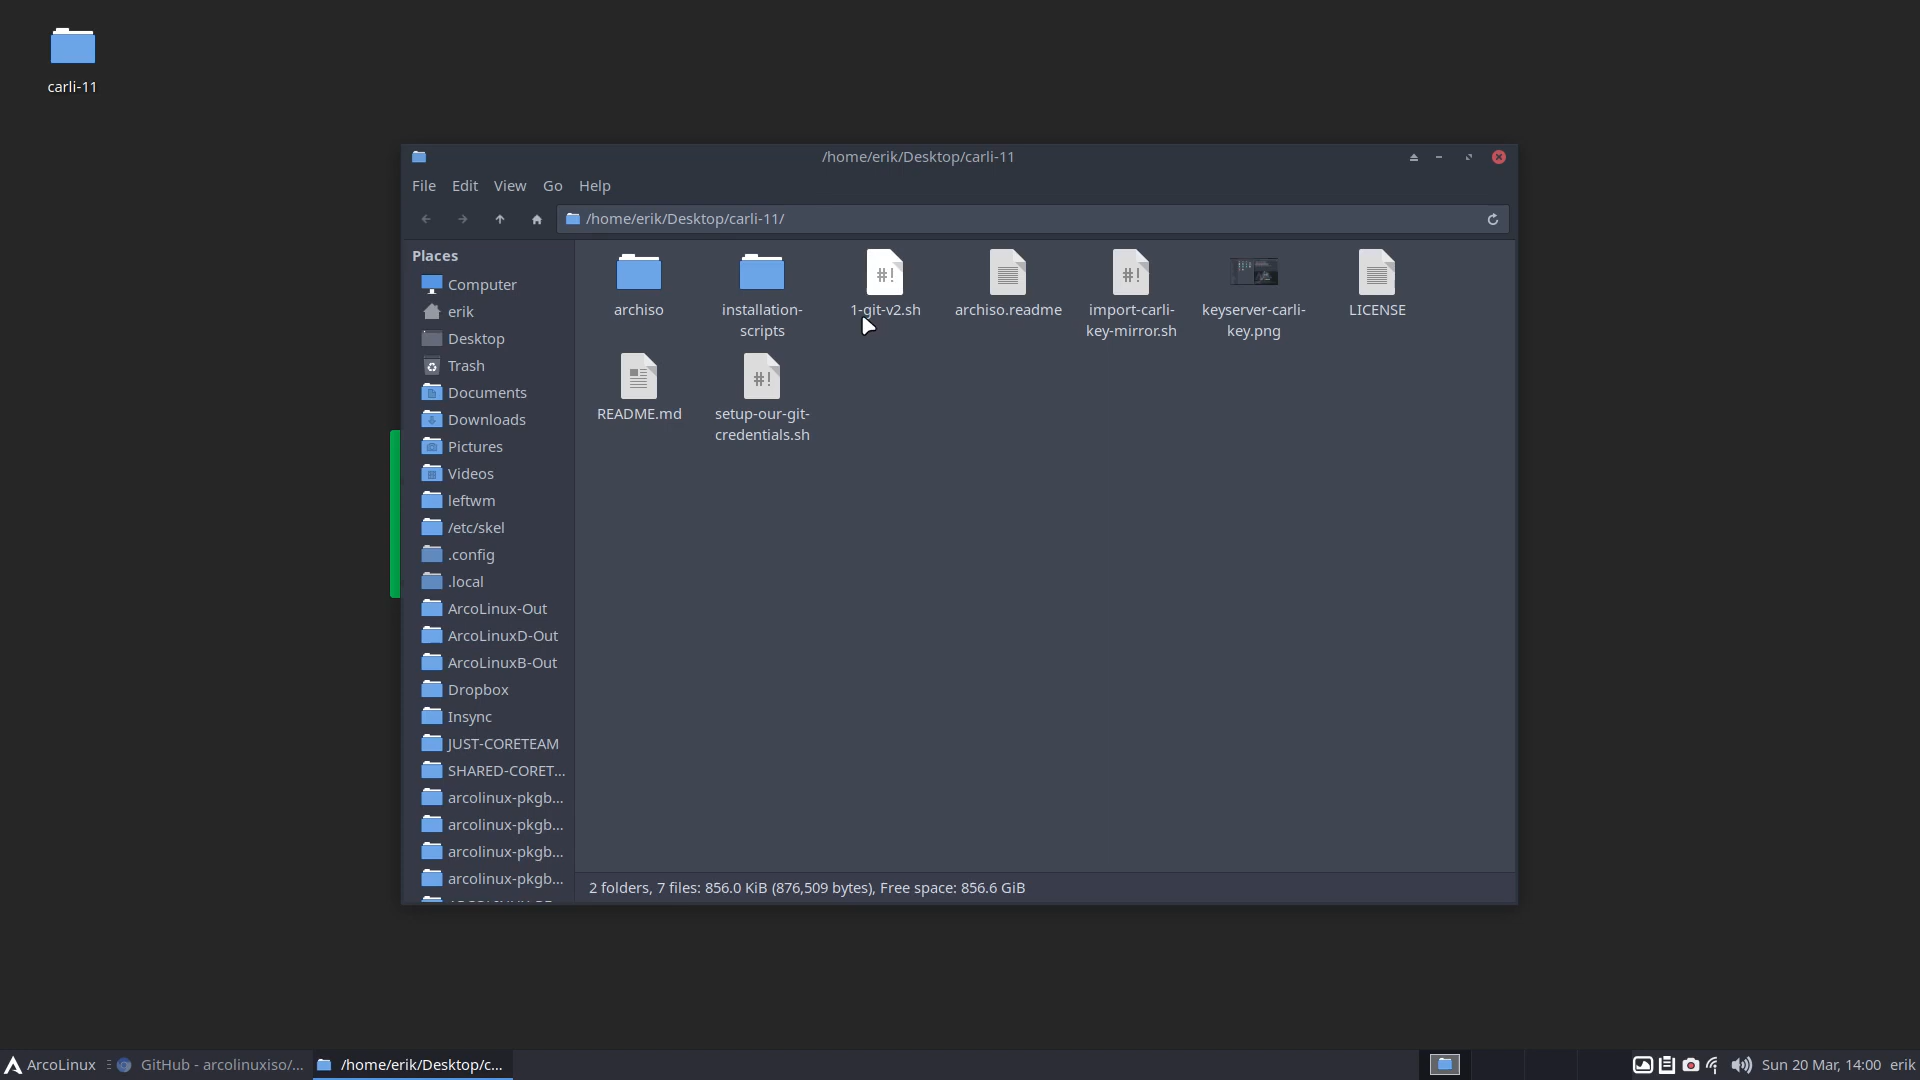 carli-11
/home/erik/Desktop/carli-11
File Edit View Go Help
/home/erik/Desktop/carli-11/
Places
Computer
erik
Desktop
Trash
Documents
Downloads
Pictures
Videos
leftwm
/etc/skel
.config
.local
ArcoLinux-Out
ArcoLinuxD-Out
ArcoLinuxB-Out
Dropbox
Insync
JUST-CORETEAM
SHARED-CORET...
arcolinux-pkgb...
arcolinux-pkgb...
arcolinux-pkgb...
arcolinux-pkgb...
archiso
installation-
scripts
#!
1-git-v2.sh
archiso.readme
#!
import-carli-
key-mirror.sh
keyserver-carli-
key.png
LICENSE
README.md
#!
setup-our-git-
credentials.sh
2 folders, 7 files: 856.0 KiB (876,509 bytes), Free space: 856.6 GiB
ArcoLinux
GitHub - arcolinuxiso/...
/home/erik/Desktop/c...
Sun 20 Mar, 14:00 erik